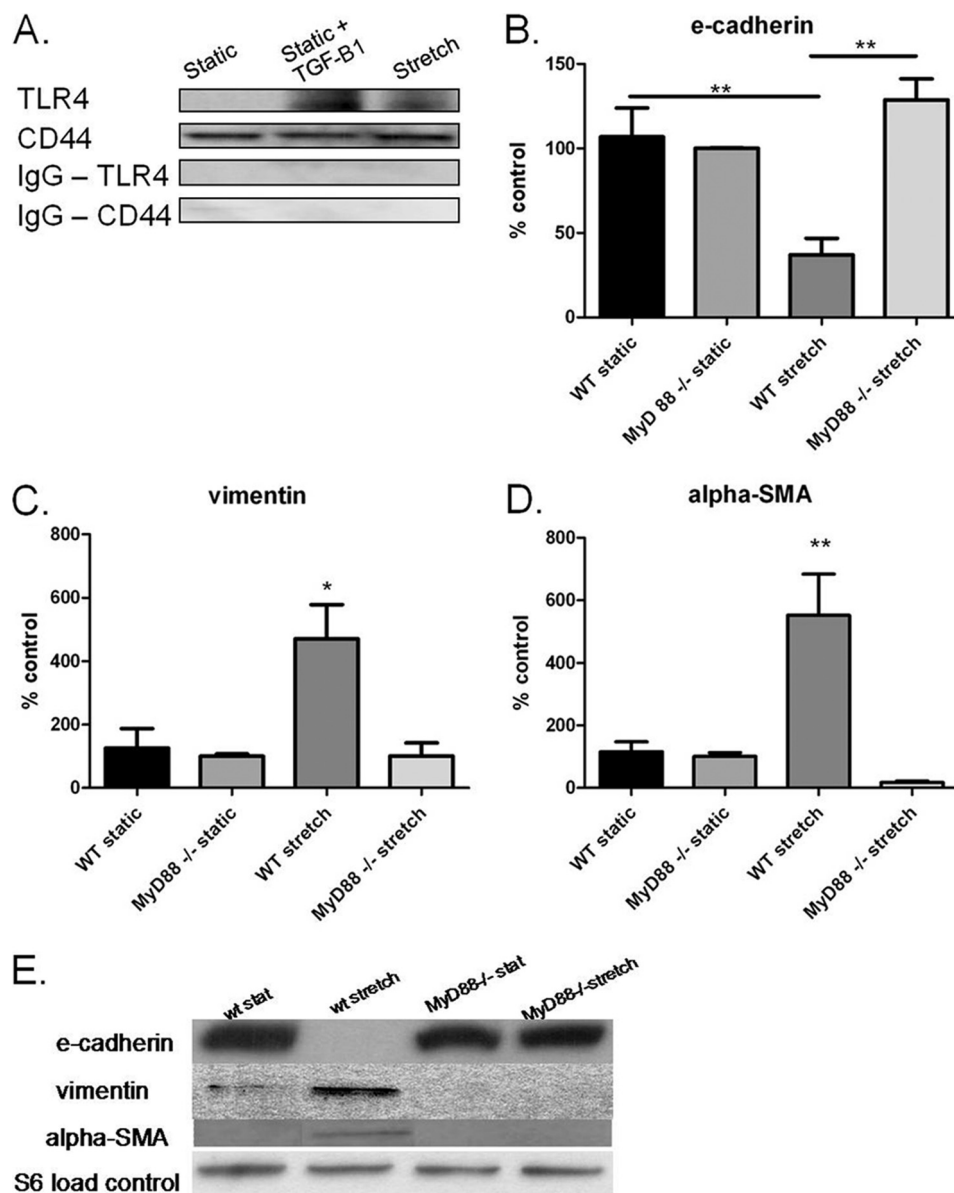 A.
Static
Static +
TGF-B1
Stretch
TLR4
CD44
IgG – TLR4
IgG – CD44
B.
e-cadherin
**
**
% control
150
100
50
0
WT static
MyD 88 -/- static
WT stretch
MyD88 -/- stretch
C.
vimentin
*
% control
800
600
400
200
0
WT static
MyD88 -/- static
WT stretch
MyD88 -/- stretch
D.
alpha-SMA
**
% control
800
600
400
200
0
WT static
MyD88 -/- static
WT stretch
MyD88 -/- stretch
E.
wt stat
wt stretch
MyD88-/- stat
MyD88-/-stretch
e-cadherin
vimentin
alpha-SMA
S6 load control